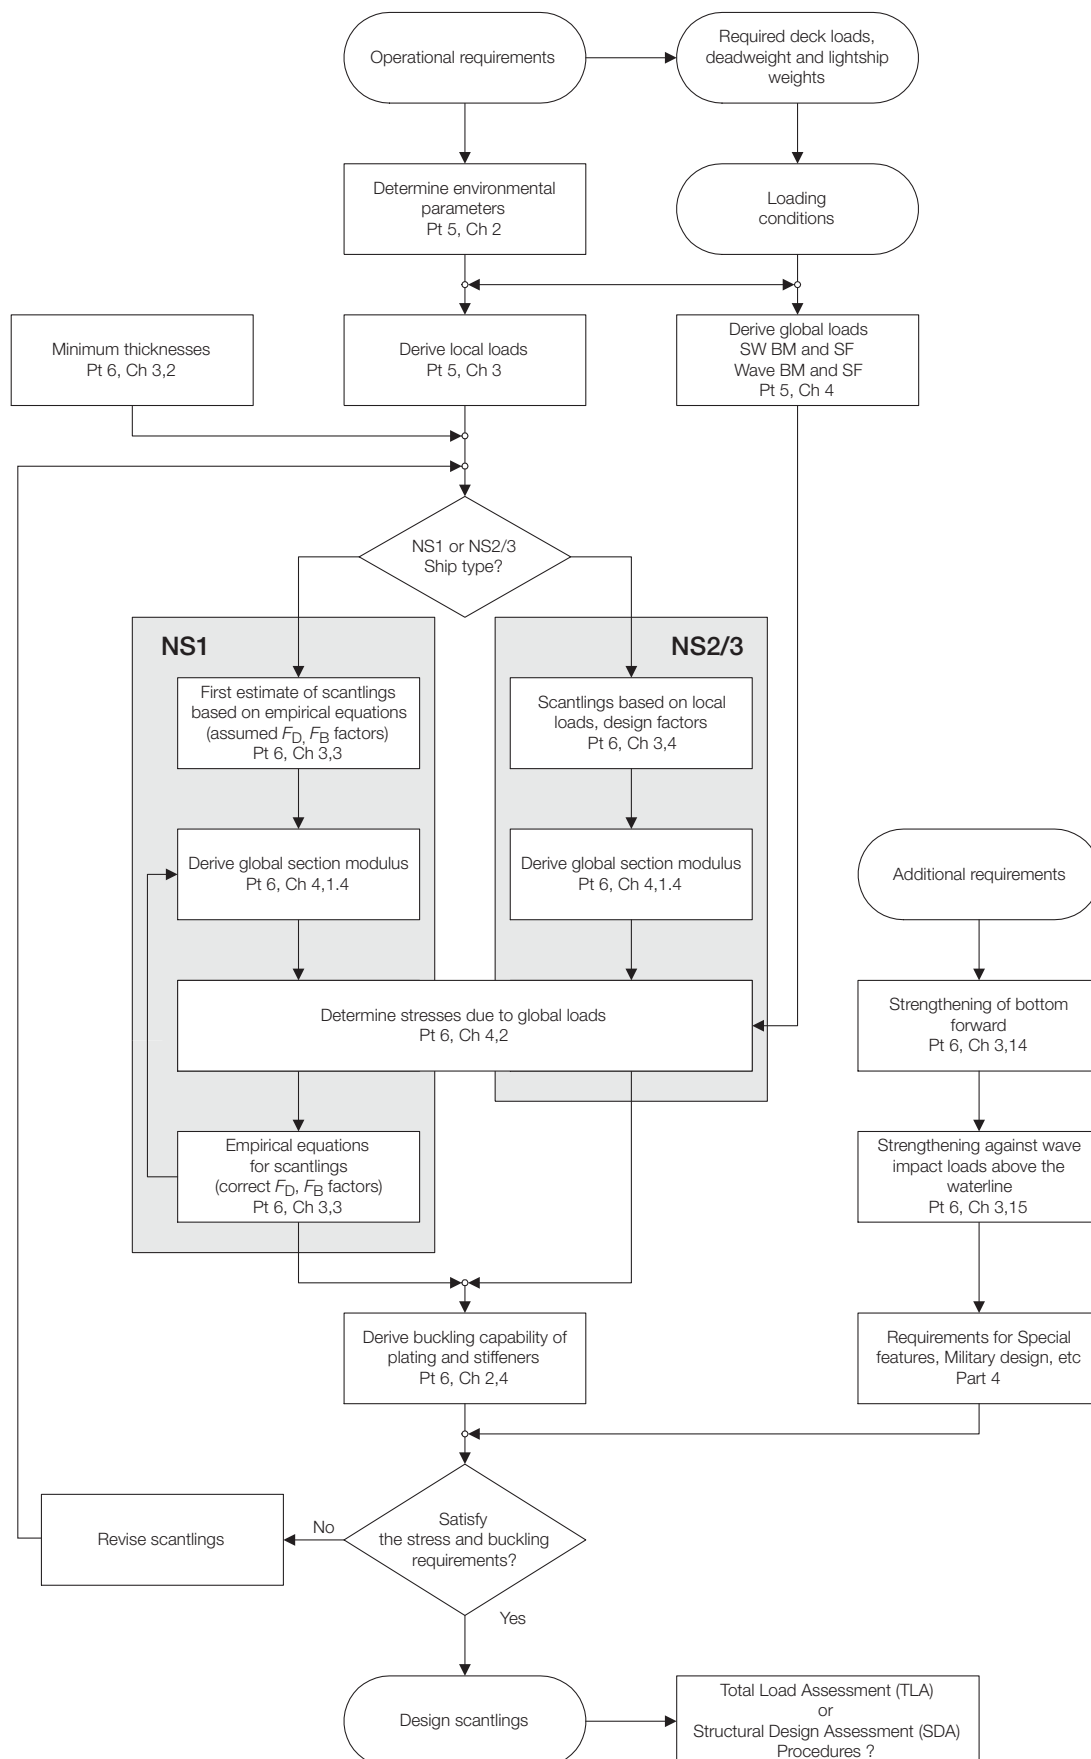 Operational requirements
Required deck loads,
deadweight and lightship
weights
Determine environmental
parameters
Pt 5, Ch 2
Loading
conditions
Minimum thicknesses
Pt 6, Ch 3,2
Derive local loads
Pt 5, Ch 3
Derive global loads
SW BM and SF
Wave BM and SF
Pt 5, Ch 4
NS1 or NS2/3
Ship type?
NS1
NS2/3
First estimate of scantlings
based on empirical equations
(assumed FD, FB factors)
Pt 6, Ch 3,3
Scantlings based on local
loads, design factors
Pt 6, Ch 3,4
Derive global section modulus
Pt 6, Ch 4,1.4
Derive global section modulus
Pt 6, Ch 4,1.4
Additional requirements
Determine stresses due to global loads
Pt 6, Ch 4,2
Strengthening of bottom
forward
Pt 6, Ch 3,14
Empirical equations
for scantlings
(correct FD, FB factors)
Pt 6, Ch 3,3
Strengthening against wave
impact loads above the
waterline
Pt 6, Ch 3,15
Derive buckling capability of
plating and stiffeners
Pt 6, Ch 2,4
Requirements for Special
features, Military design, etc
Part 4
Revise scantlings
No
Satisfy
the stress and buckling
requirements?
Yes
Design scantlings
Total Load Assessment (TLA)
or
Structural Design Assessment (SDA)
Procedures ?